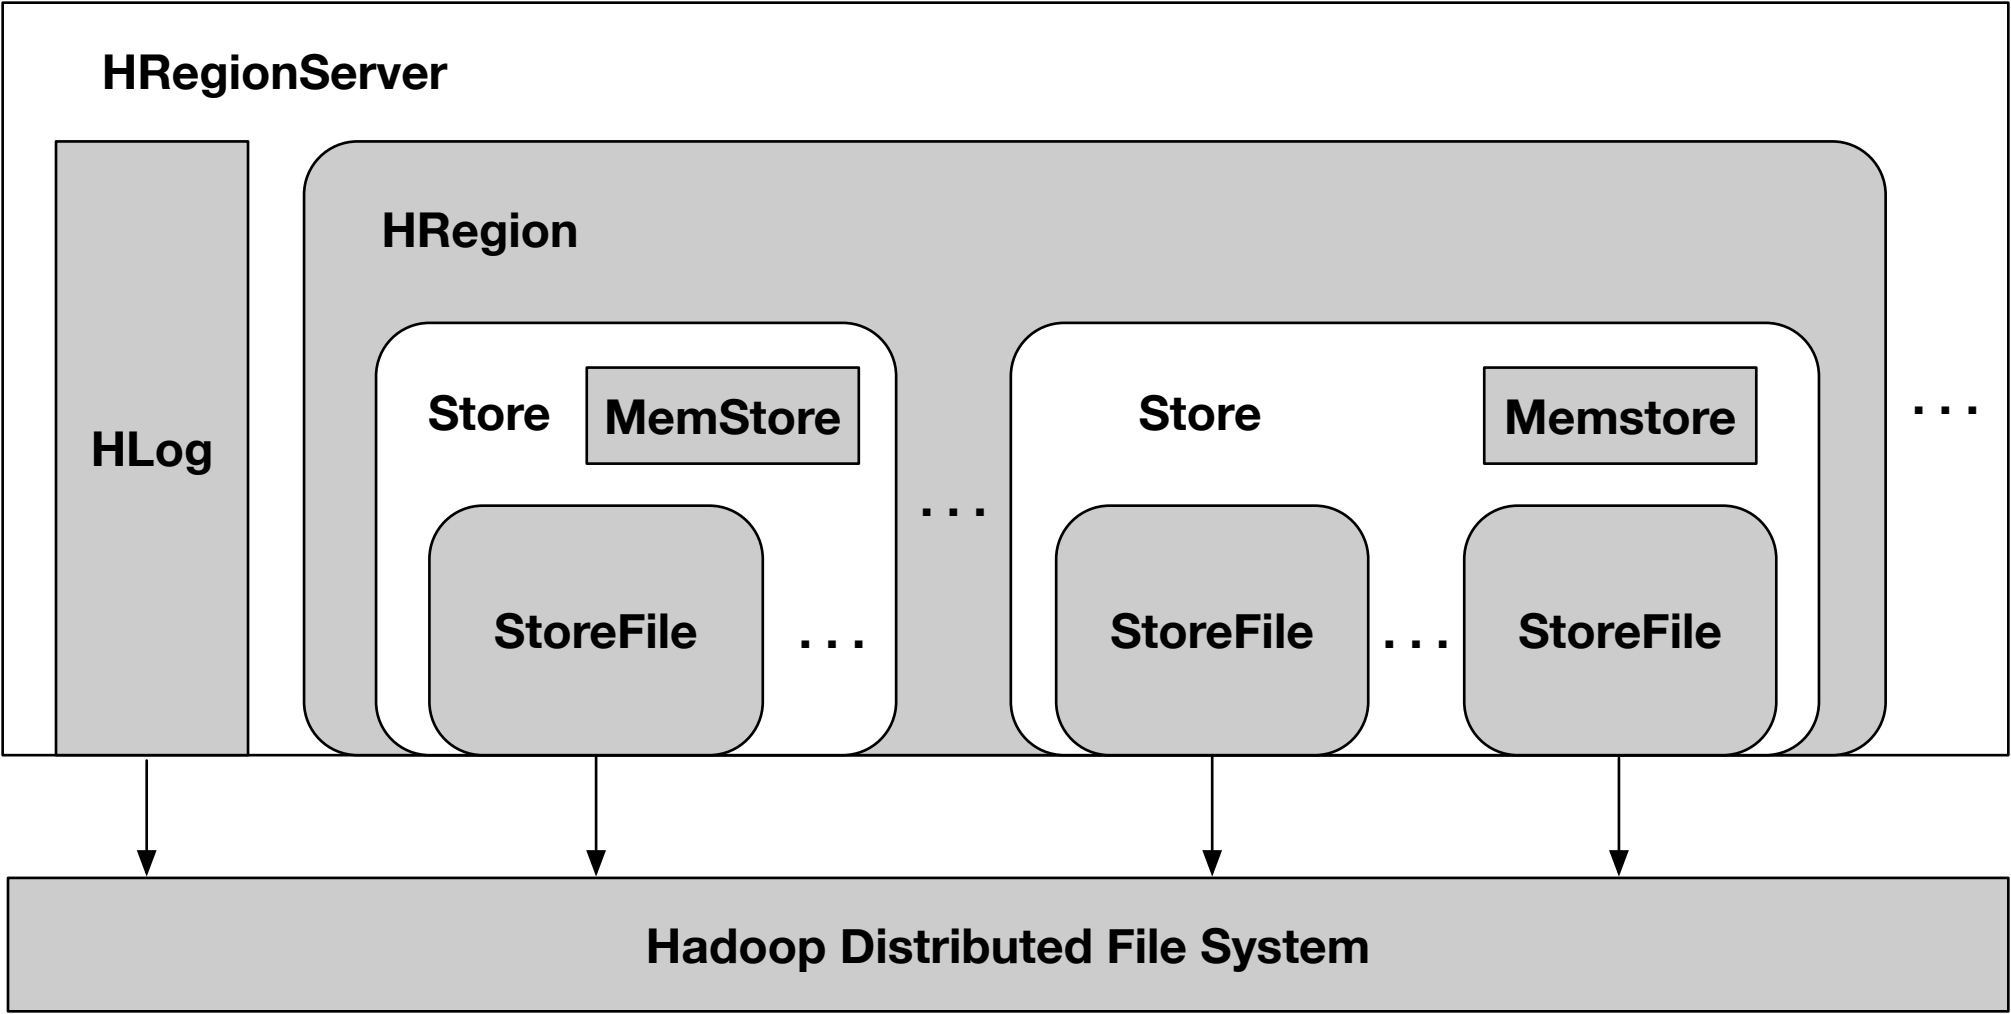 HRegionServer
HLog
HRegion
Store
MemStore
StoreFile
. . .
. . .
Store
Memstore
StoreFile
. . .
StoreFile
. . .
Hadoop Distributed File System